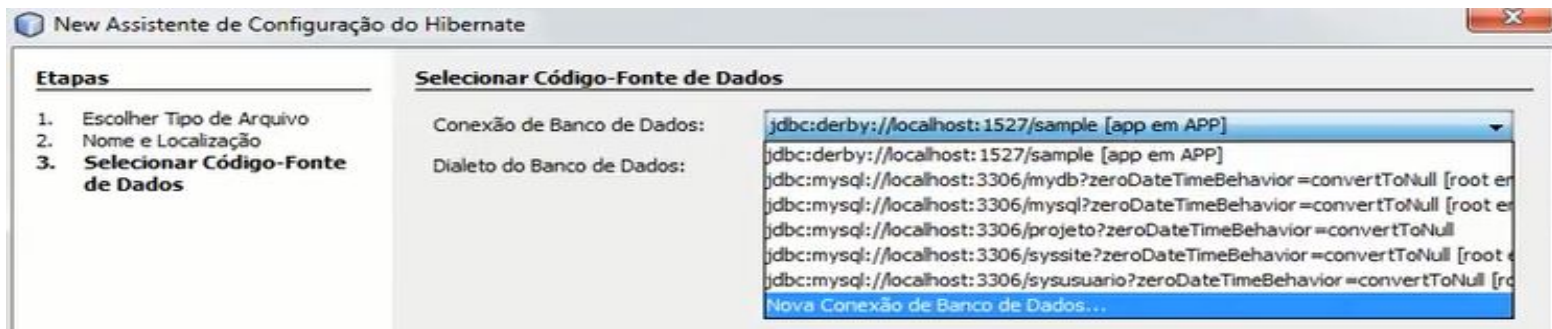 New Assistente de Configuração do Hibernate
Etapas
1. Escolher Tipo de Arquivo
2. Nome e Localização
3. Selecionar Código-Fonte
de Dados
Selecionar Código-Fonte de Dados
Conexão de Banco de Dados:
jdbc:derby://localhost:1527/sample [app em APP]
Dialeto do Banco de Dados:
jdbc:derby://localhost:1527/sample [app em APP]
jdbc:mysql://localhost:3306/mydb?zeroDateTimeBehavior=convertToNull [root
jdbc:mysql://localhost:3306/mysql?zeroDateTimeBehavior=convertToNull [root
jdbc:mysql://localhost:3306/projeto?zeroDateTimeBehavior=convertToNull
jdbc:mysql://localhost:3306/syssite?zeroDateTimeBehavior=convertToNull [root
jdbc:mysql://localhost:3306/sysusuario?zeroDateTimeBehavior=convertToNull
Nova Conexão de Banco de Dados...